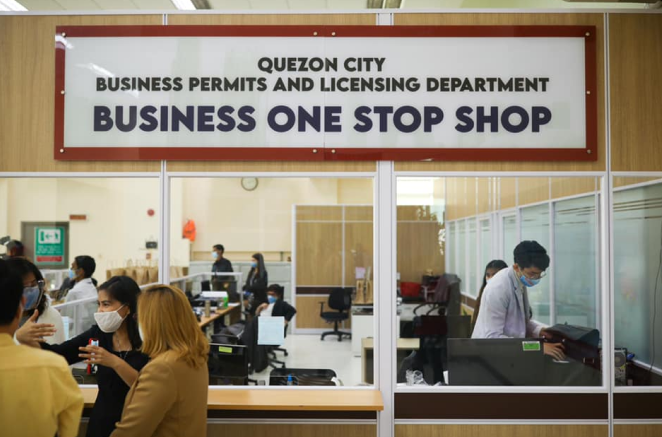 QUEZON CITY
BUSINESS PERMITS AND LICENSING DEPARTMENT
BUSINESS ONE STOP SHOP